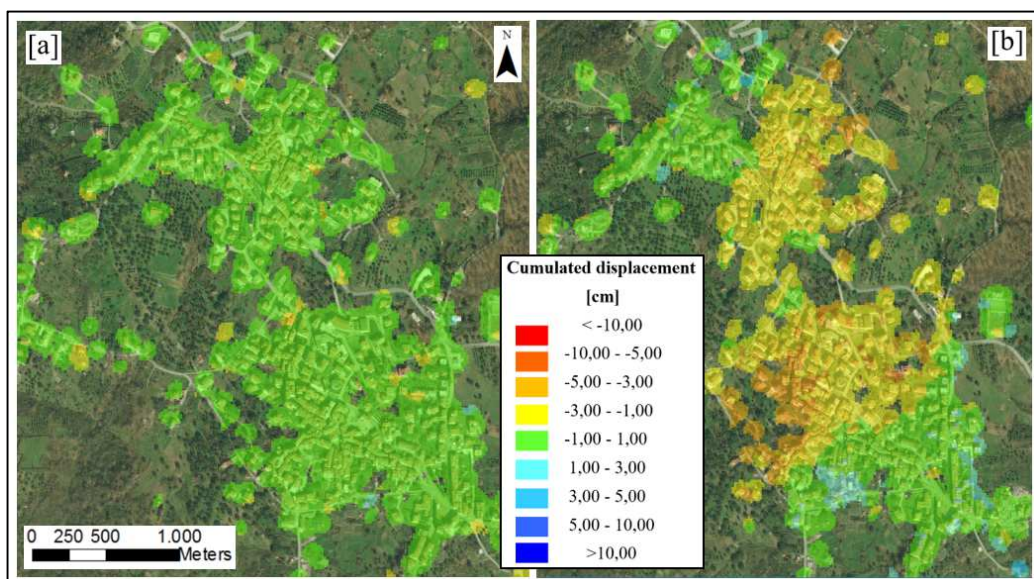 [a]
N
[b]
Cumulated displacement
[cm]
< -10,00
-10,00 - -5,00
-5,00 - -3,00
-3,00 - -1,00
-1,00 - 1,00
1,00 - 3,00
3,00 - 5,00
5,00 - 10,00
>10,00
0 250 500 1.000
Meters